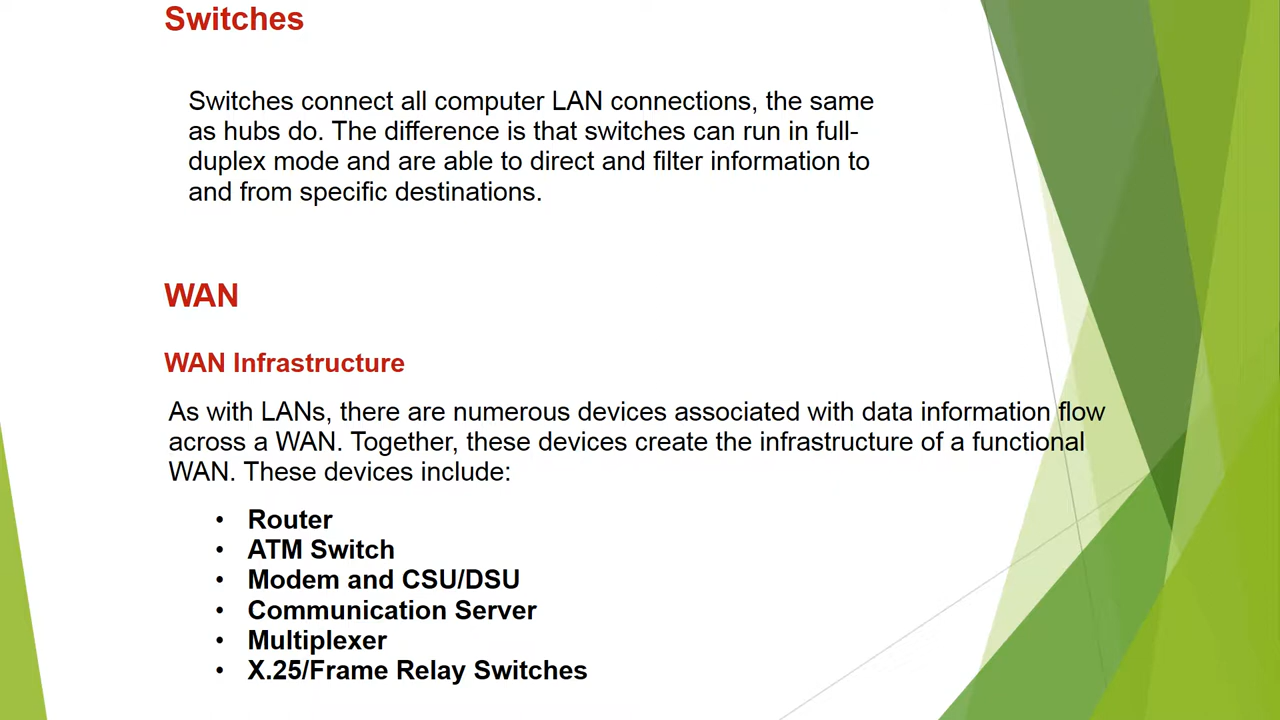 Switches
Switches connect all computer LAN connections, the same
as hubs do. The difference is that switches can run in full-
duplex mode and are able to direct and filter information to
and from specific destinations.
WAN
WAN Infrastructure
As with LANs, there are numerous devices associated with data information flow
across a WAN. Together, these devices create the infrastructure of a functional
WAN. These devices include:
• Router
• ATM Switch
• Modem and CSU/DSU
• Communication Server
• Multiplexer
• X.25/Frame Relay Switches